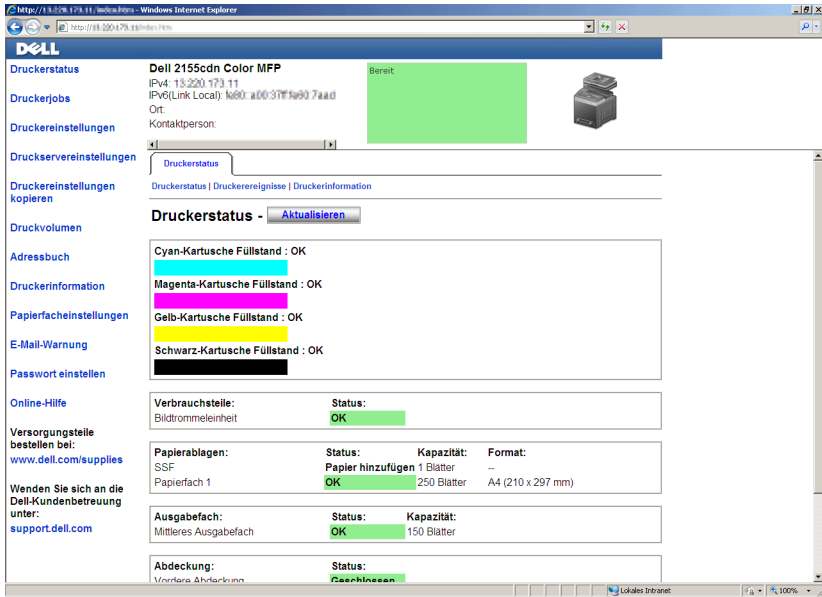 - Windows Internet Explorer
DELL
Druckerstatus
Druckerjobs
Druckereinstellungen
Druckservereinstellungen
Druckereinstellungen
kopieren
Druckvolumen
Adressbuch
Druckerinformation
Papierfacheinstellungen
E-Mail-Warnung
Passwort einstellen
Online-Hilfe
Versorgungsteile
bestellen bei:
www.dell.com/supplies
Wenden Sie sich an die
Dell-Kundenbetreuung
unter:
support.dell.com
Dell 2155cdn Color MFP
IPv4:
IPv6(Link Local):
Ort:
Kontaktperson:
Bereit
Druckerstatus
Druckerstatus | Druckerereignisse | Druckerinformation
Druckerstatus - Aktualisieren
Cyan-Kartusche Füllstand : OK
Magenta-Kartusche Füllstand : OK
Gelb-Kartusche Füllstand : OK
Schwarz-Kartusche Füllstand : OK
Verbrauchsteile: Status:
Bildtrommeleinheit OK
Papierablagen: Status: Kapazität: Format:
SSF Papier hinzufügen 1 Blätter --
Papierfach 1 OK 250 Blätter A4 (210 x 297 mm)
Ausgabefach: Status: Kapazität:
Mittleres Ausgabefach OK 150 Blätter
Abdeckung: Status:
Vordere Abdeckung Geschlossen
Lokales Intranet 100%